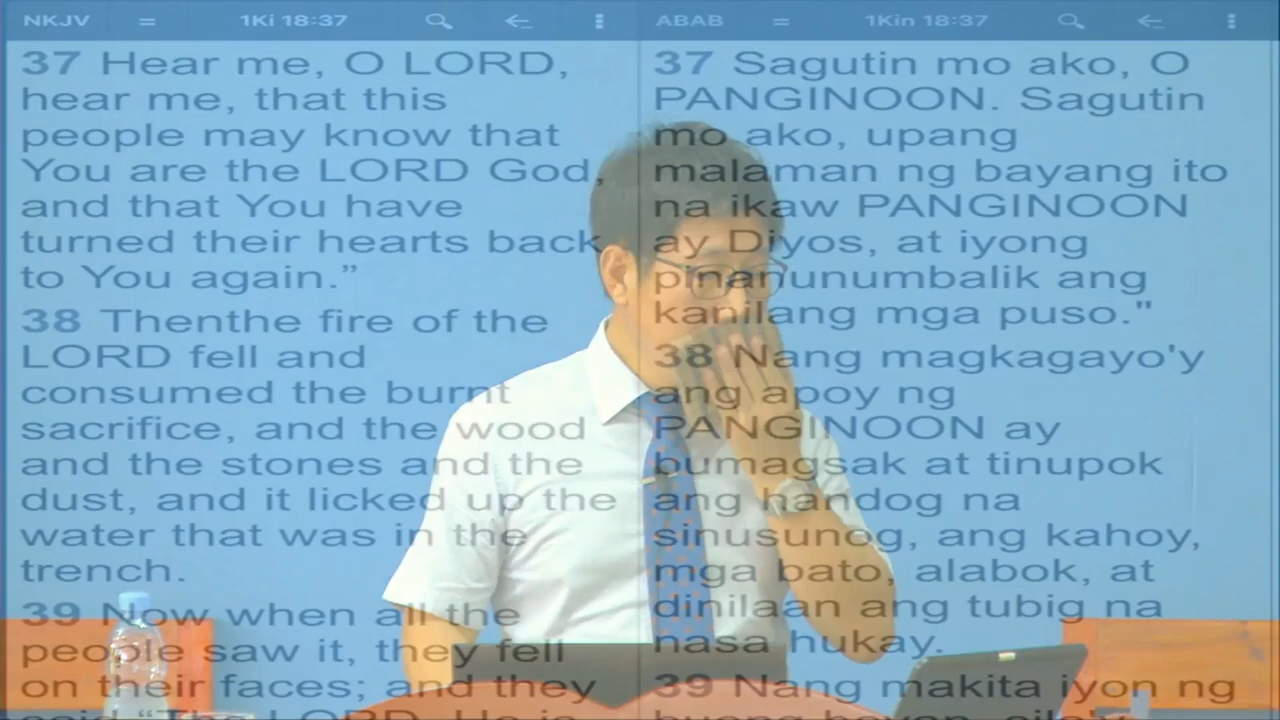 NKJV = 1Ki 18:37
37 Hear me, O LORD,
hear me, that this
people may know that
You are the LORD God,
and that You have
turned their hearts back
to You again.”
38 Thenthe fire of the
LORD fell and
consumed the burnt
sacrifice, and the wood
and the stones and the
dust, and it licked up the
water that was in the
trench.
39 Now when all the
people saw it, they fell
on their faces; and they
said, “The LORD, He is
ABAB = 1Kin 18:37
37 Sagutin mo ako, O
PANGINOON. Sagutin
mo ako, upang
malaman ng bayang ito
na ikaw PANGINOON
ay Diyos, at iyong
pinanunumbalik ang
kanilang mga puso."
38 Nang magkagayo'y
ang apoy ng
PANGINOON ay
bumagsak at tinupok
ang handog na
sinusunog, ang kahoy,
mga bato, alabok, at
dinilaan ang tubig na
nasa hukay.
39 Nang makita iyon ng
buong bayan,